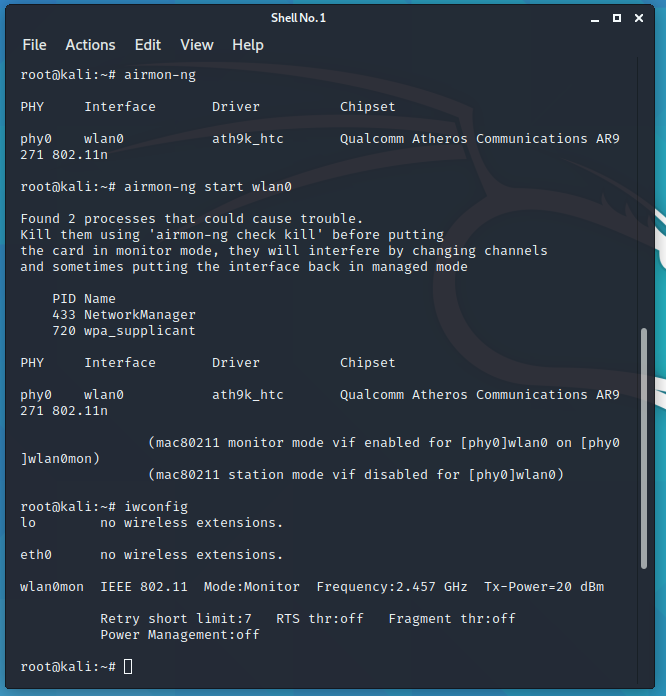 Shell No. 1
File Actions Edit View Help
root@kali:~# airmon-ng
PHY     Interface       Driver          Chipset
phy0    wlan0           ath9k_htc       Qualcomm Atheros Communications AR9
271 802.11n
root@kali:~# airmon-ng start wlan0
Found 2 processes that could cause trouble.
Kill them using 'airmon-ng check kill' before putting
the card in monitor mode, they will interfere by changing channels
and sometimes putting the interface back in managed mode
    PID Name
    433 NetworkManager
    720 wpa_supplicant
PHY     Interface       Driver          Chipset
phy0    wlan0           ath9k_htc       Qualcomm Atheros Communications AR9
271 802.11n
                (mac80211 monitor mode vif enabled for [phy0]wlan0 on [phy0
]wlan0mon)
                (mac80211 station mode vif disabled for [phy0]wlan0)
root@kali:~# iwconfig
lo        no wireless extensions.
eth0      no wireless extensions.
wlan0mon  IEEE 802.11  Mode:Monitor  Frequency:2.457 GHz  Tx-Power=20 dBm
          Retry short limit:7   RTS thr:off   Fragment thr:off
          Power Management:off
root@kali:~#